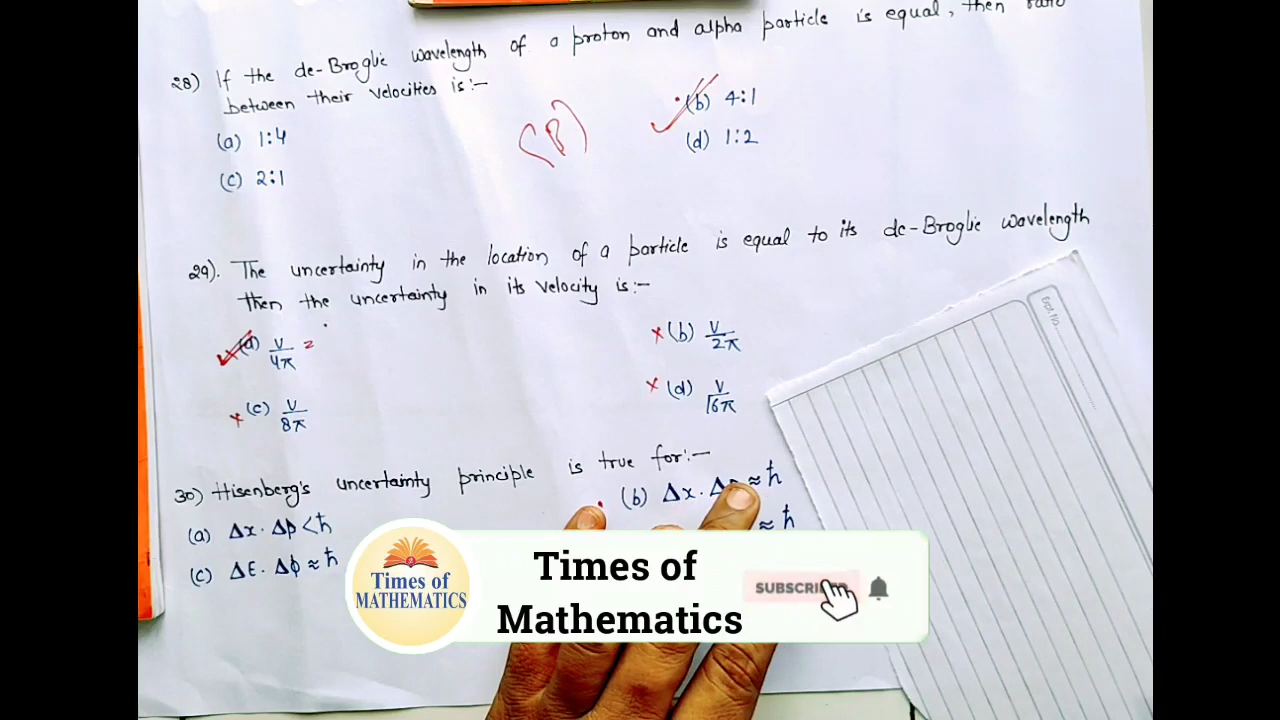 28) If the de-Broglie wavelength of a proton and alpha particle is equal, then ratio
between their velocities is:-
(a) 1:4
(b) 4:1
(c) 2:1
(d) 1:2
(B)
29). The uncertainty in the location of a particle is equal to its de-Broglie wavelength
Then the uncertainty in its velocity is:-
(a) V/4π =
(b) V/2π
(c) V/8π
(d) V/16π
30) Hisenberg's uncertainty principle is true for:-
(a) Δx. Δp < ħ
(b) Δx. Δp ≈ ħ
(c) ΔE. Δϕ ≈ ħ
≈ ħ
Expt. No.
Times of
MATHEMATICS
Times of
Mathematics